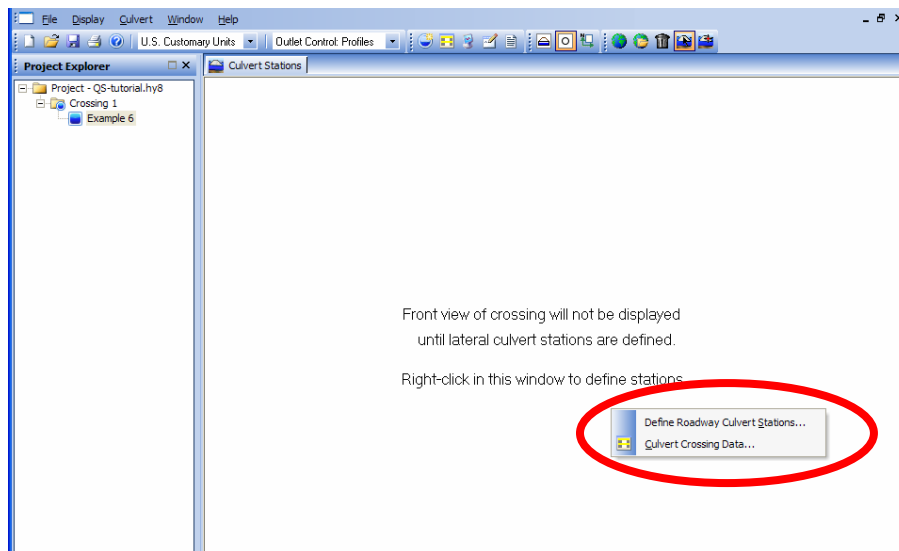 File Display Culvert Window Help
U.S. Customary Units Outlet Control: Profiles
Project Explorer
Culvert Stations
Project - QS-tutorial.hy8
Crossing 1
Example 6
Front view of crossing will not be displayed
until lateral culvert stations are defined.
Right-click in this window to define stations
Define Roadway Culvert Stations...
Culvert Crossing Data...